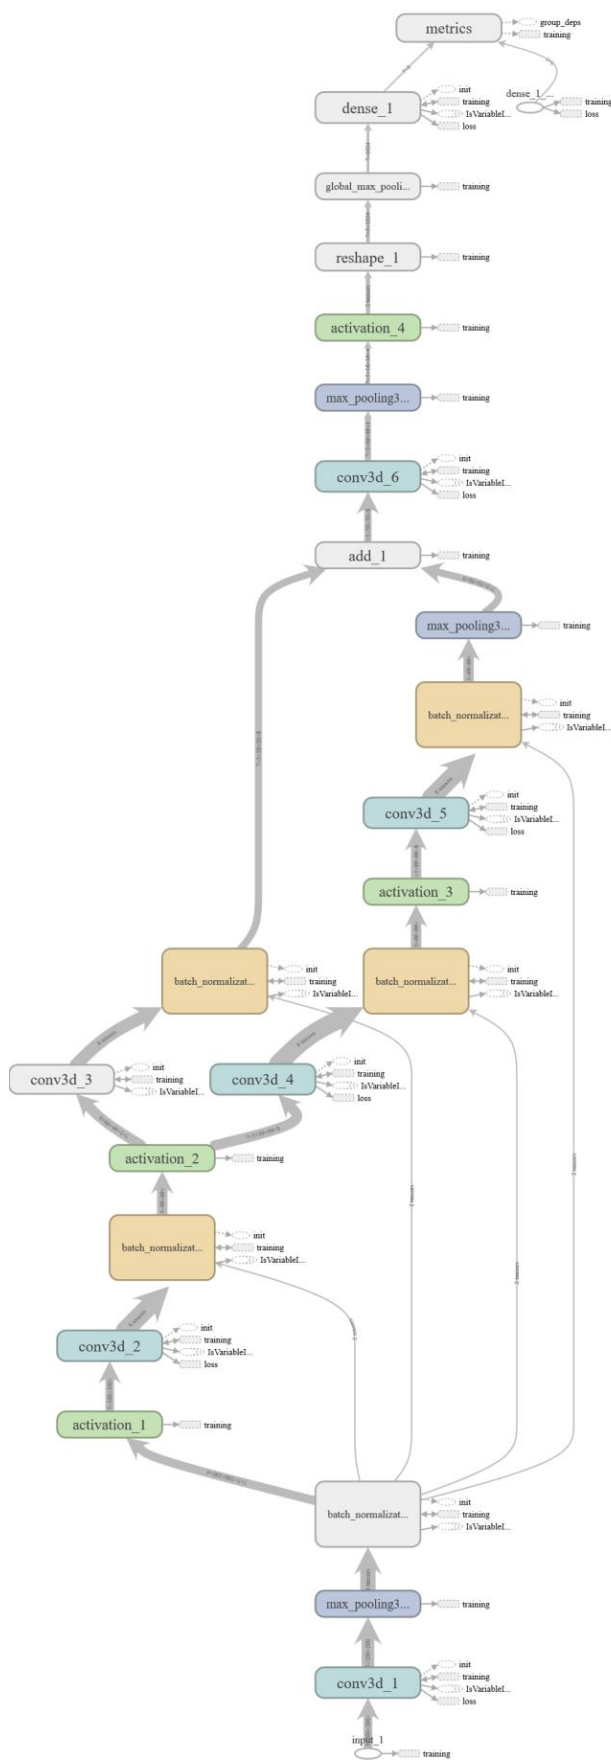 metrics
group_deps
training
dense_1
init
training
IsVariableI...
loss
dense_1_...
training
loss
global_max_pooli...
training
reshape_1
training
activation_4
training
max_pooling3...
training
conv3d_6
init
training
IsVariableI...
loss
add_1
training
max_pooling3...
training
batch_normalizat...
init
training
IsVariableI...
conv3d_5
init
training
IsVariableI...
loss
activation_3
training
batch_normalizat...
init
training
IsVariableI...
batch_normalizat...
init
training
IsVariableI...
conv3d_3
init
training
IsVariableI...
conv3d_4
init
training
IsVariableI...
loss
activation_2
training
batch_normalizat...
init
training
IsVariableI...
conv3d_2
init
training
IsVariableI...
loss
activation_1
training
batch_normalizat...
init
training
IsVariableI...
max_pooling3...
training
conv3d_1
init
training
IsVariableI...
loss
input_1
training